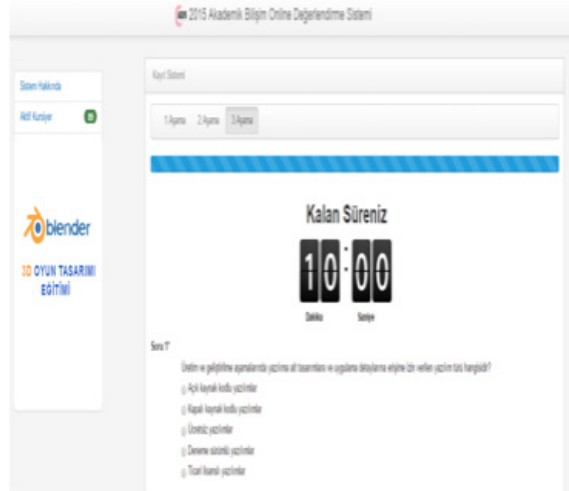 2015 Akademik Bilişim Online Değerlendirme Sistemi
Sistem Hakkında
Aktif Kursiyer
blender
3D OYUN TASARIMI
EĞİTİMİ
Kayıt Sistemi
1.Aşama 2.Aşama 3.Aşama
Kalan Süreniz
10:00
Dakika Saniye
Soru 1"
Üretim ve geliştirilme aşamalarında yazılıma ait tasarımlara ve uygulama detaylarına erişime izin verilen yazılım türü hangisidir?
Açık kaynak kodlu yazılımlar
Kapalı kaynak kodlu yazılımlar
Ücretsiz yazılımlar
Deneme sürümlü yazılımlar
Ticari lisanslı yazılımlar